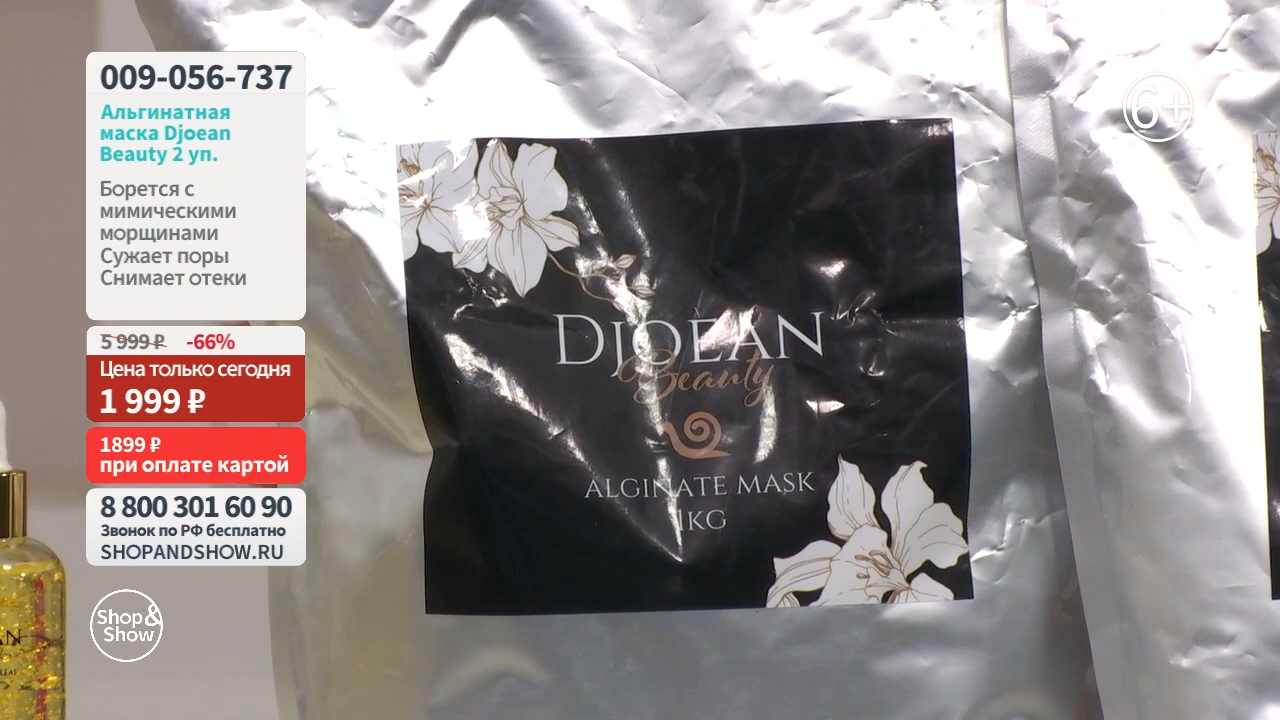 009-056-737
Альгинатная
маска Djoean
Beauty 2 уп.
Борется с
мимическими
морщинами
Сужает поры
Снимает отеки
5 999 ₽ -66%
Цена только сегодня
1 999 ₽
1899 ₽
при оплате картой
8 800 301 60 90
Звонок по РФ бесплатно
SHOPANDSHOW.RU
Shop&
Show
6+
DJOEAN
Beauty
ALGINATE MASK
1KG